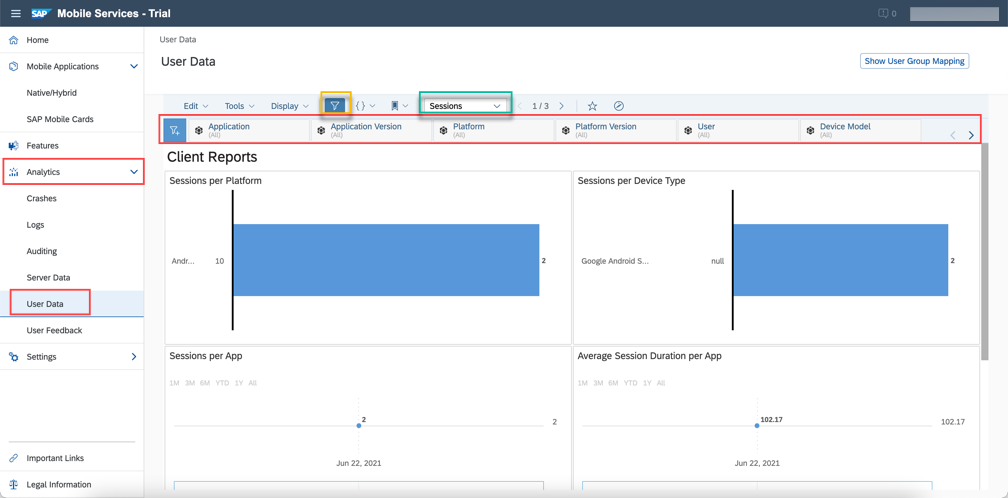 SAP Mobile Services - Trial
0
Home
Mobile Applications
Native/Hybrid
SAP Mobile Cards
Features
Analytics
Crashes
Logs
Auditing
Server Data
User Data
User Feedback
Settings
Important Links
Legal Information
User Data
User Data
Show User Group Mapping
Edit Tools Display { } Sessions 1 / 3
Application
(All)
Application Version
(All)
Platform
(All)
Platform Version
(All)
User
(All)
Device Model
(All)
Client Reports
Sessions per Platform
Andr... 10 2
Sessions per Device Type
Google Android S... null 2
Sessions per App
1M 3M 6M YTD 1Y All
2
2
Jun 22, 2021
Average Session Duration per App
1M 3M 6M YTD 1Y All
102.17
102.17
Jun 22, 2021